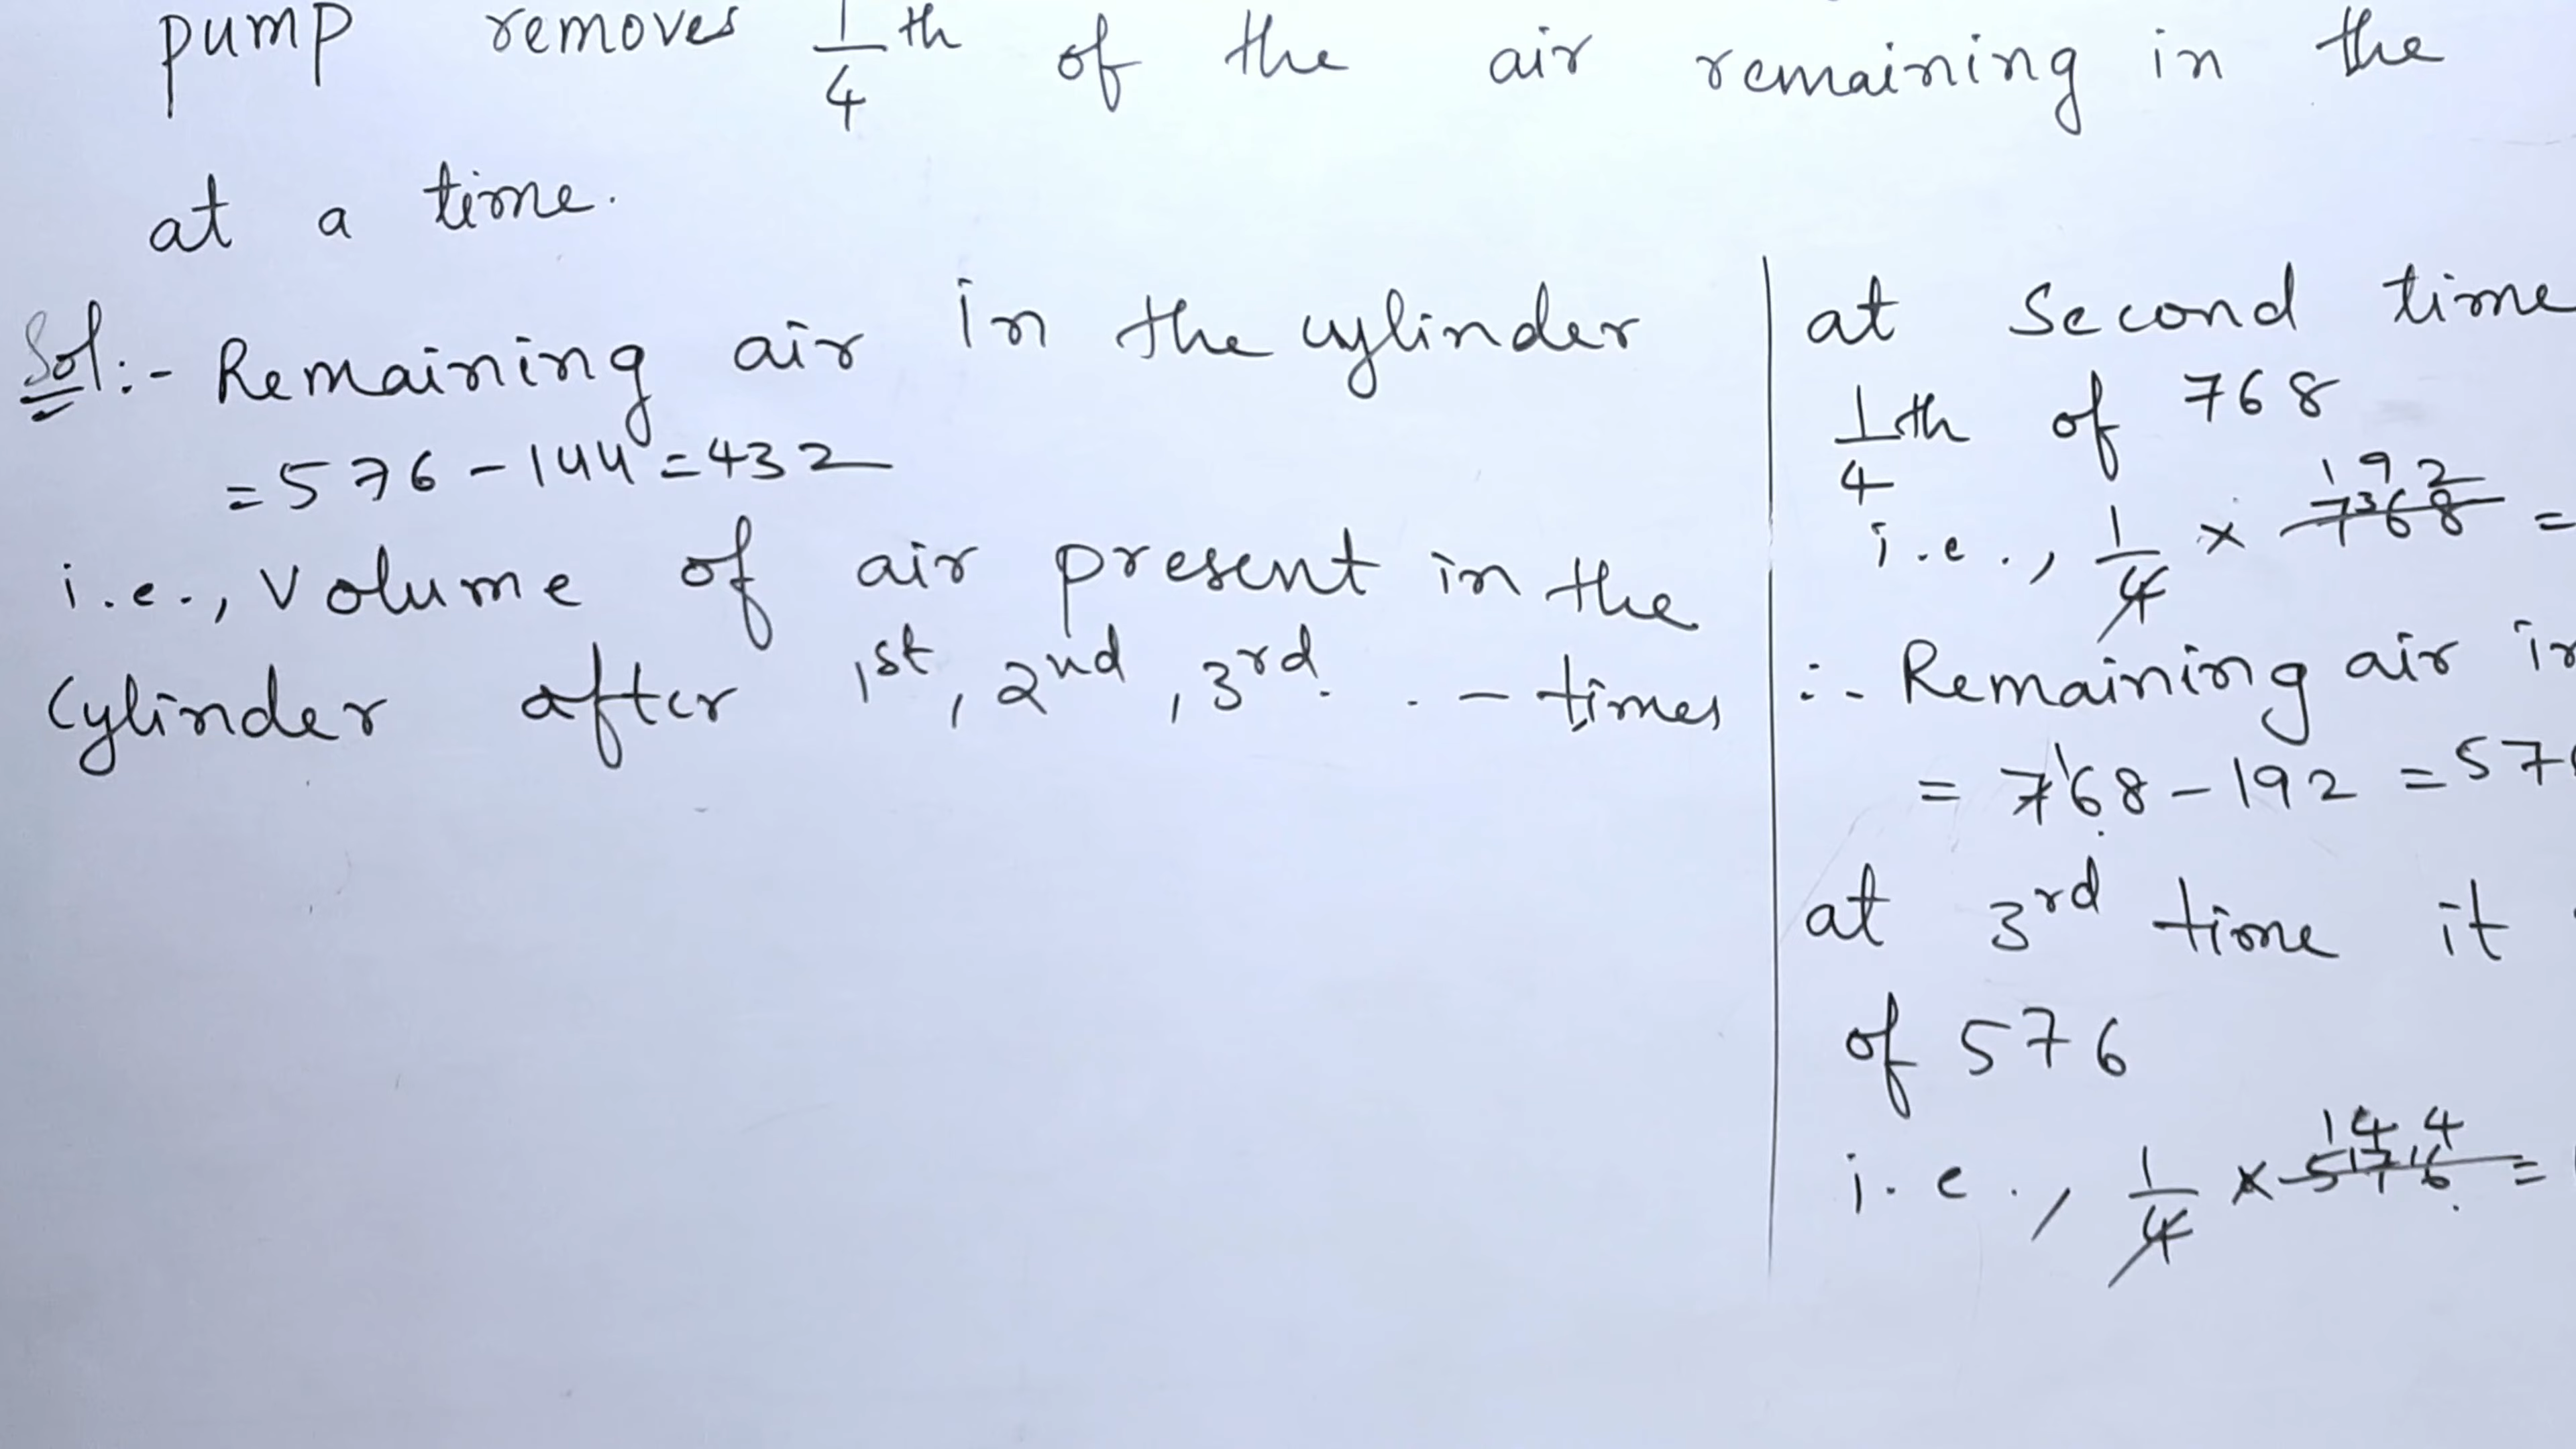 pump removes 1/4 th of the air remaining in the
at a time.
Sol:- Remaining air in the cylinder
= 576 - 144 = 432
i.e., Volume of air present in the
Cylinder after 1st, 2nd, 3rd. . - times
at Second time
1/4 th of 768
192
i.e., 1/4 × 768 =
∴ Remaining air in
= 768 - 192 = 576
at 3rd time it
of 576
144
i.e., 1/4 × 576 =